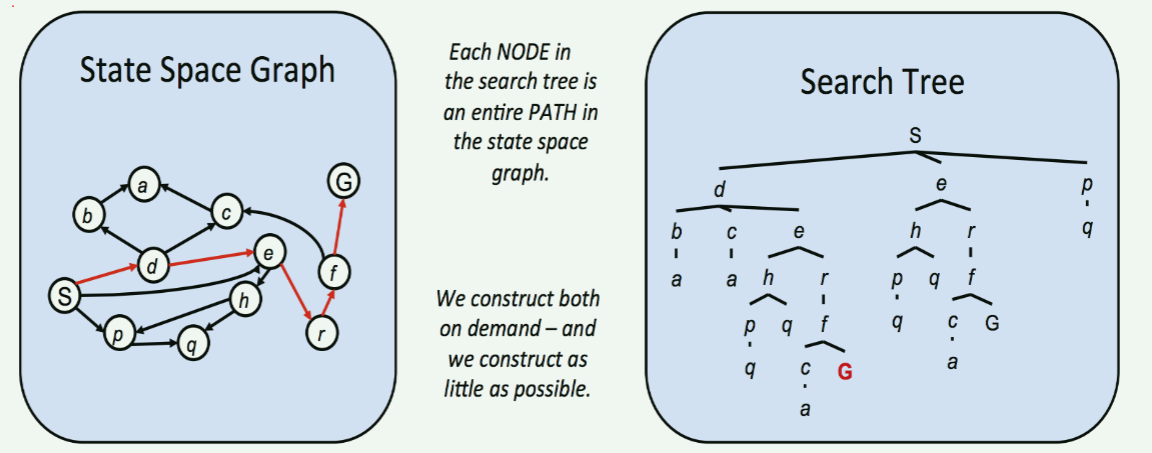 State Space Graph
G
a
b
c
d
e
f
S
h
p
q
r
Each NODE in
the search tree is
an entire PATH in
the state space
graph.
We construct both
on demand – and
we construct as
little as possible.
Search Tree
S
d e p
b c e h r q
a a h r p q f
p q f q c G
q c G a
a